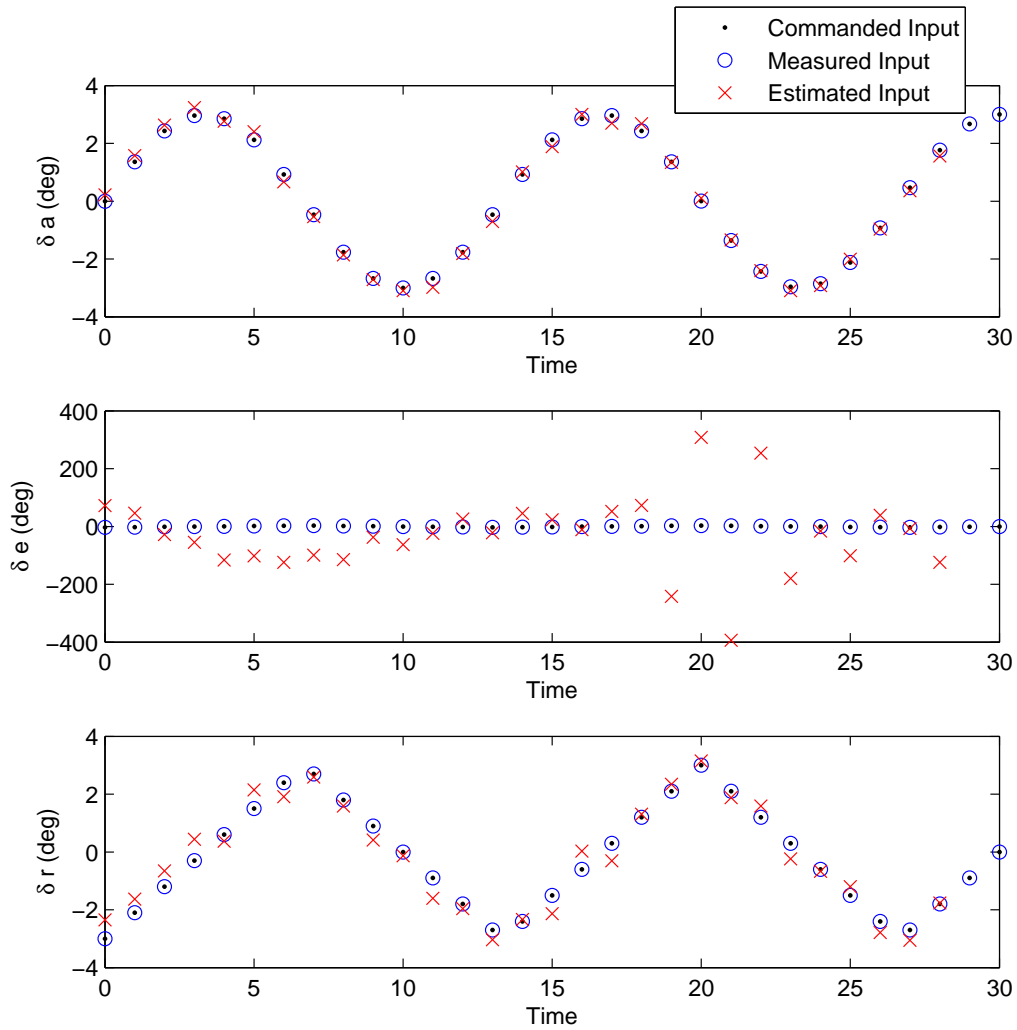 Commanded Input
Measured Input
Estimated Input
4
2
0
−2
−4
δ a (deg)
0 5 10 15 20 25 30
Time
400
200
0
−200
−400
δ e (deg)
0 5 10 15 20 25 30
Time
4
2
0
−2
−4
δ r (deg)
0 5 10 15 20 25 30
Time